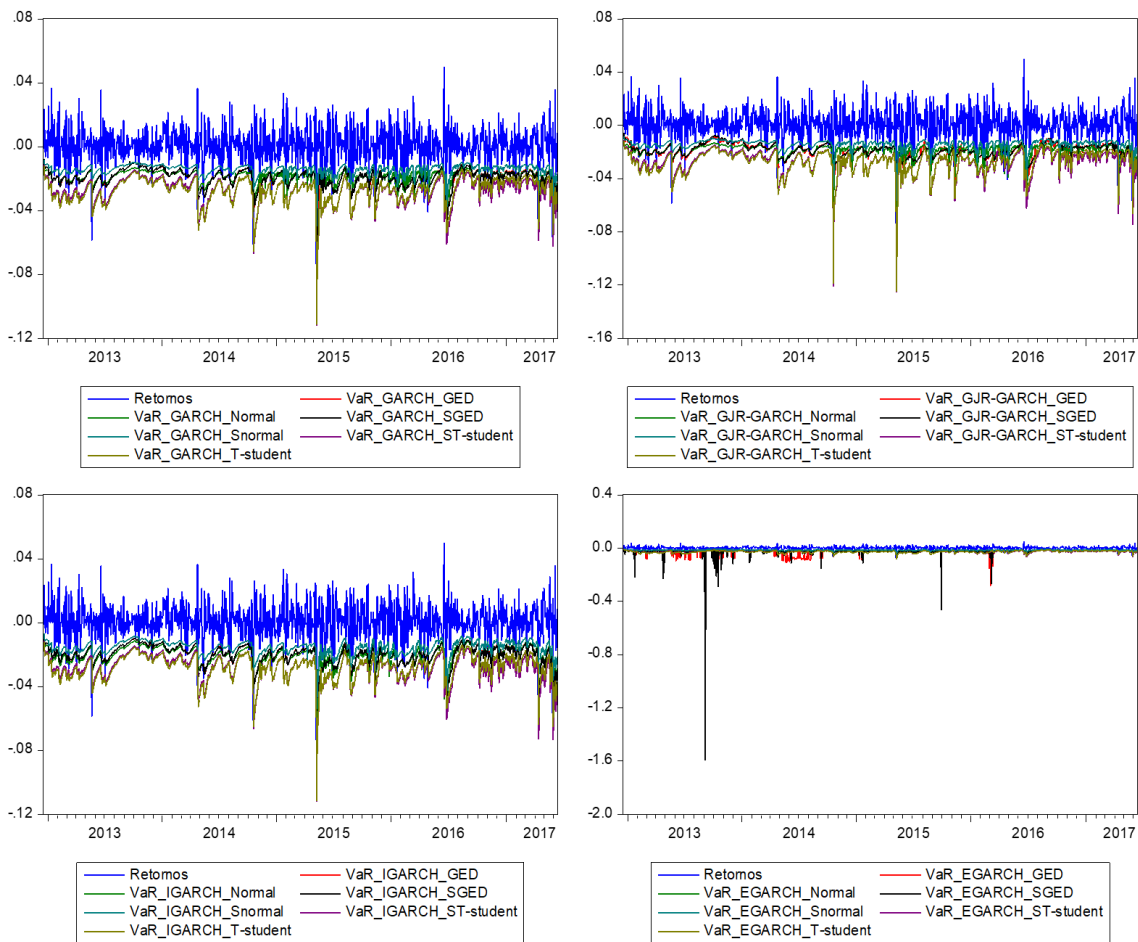 .08
.04
.00
-.04
-.08
-.12
2013 2014 2015 2016 2017
Retornos VaR_GARCH_GED
VaR_GARCH_Normal VaR_GARCH_SGED
VaR_GARCH_Snormal VaR_GARCH_ST-student
VaR_GARCH_T-student
.08
.04
.00
-.04
-.08
-.12
-.16
2013 2014 2015 2016 2017
Retornos VaR_GJR-GARCH_GED
VaR_GJR-GARCH_Normal VaR_GJR-GARCH_SGED
VaR_GJR-GARCH_Snormal VaR_GJR-GARCH_ST-student
VaR_GJR-GARCH_T-student
.08
.04
.00
-.04
-.08
-.12
2013 2014 2015 2016 2017
Retornos VaR_IGARCH_GED
VaR_IGARCH_Normal VaR_IGARCH_SGED
VaR_IGARCH_Snormal VaR_IGARCH_ST-student
VaR_IGARCH_T-student
0.4
0.0
-0.4
-0.8
-1.2
-1.6
-2.0
2013 2014 2015 2016 2017
Retornos VaR_EGARCH_GED
VaR_EGARCH_Normal VaR_EGARCH_SGED
VaR_EGARCH_Snormal VaR_EGARCH_ST-student
VaR_EGARCH_T-student